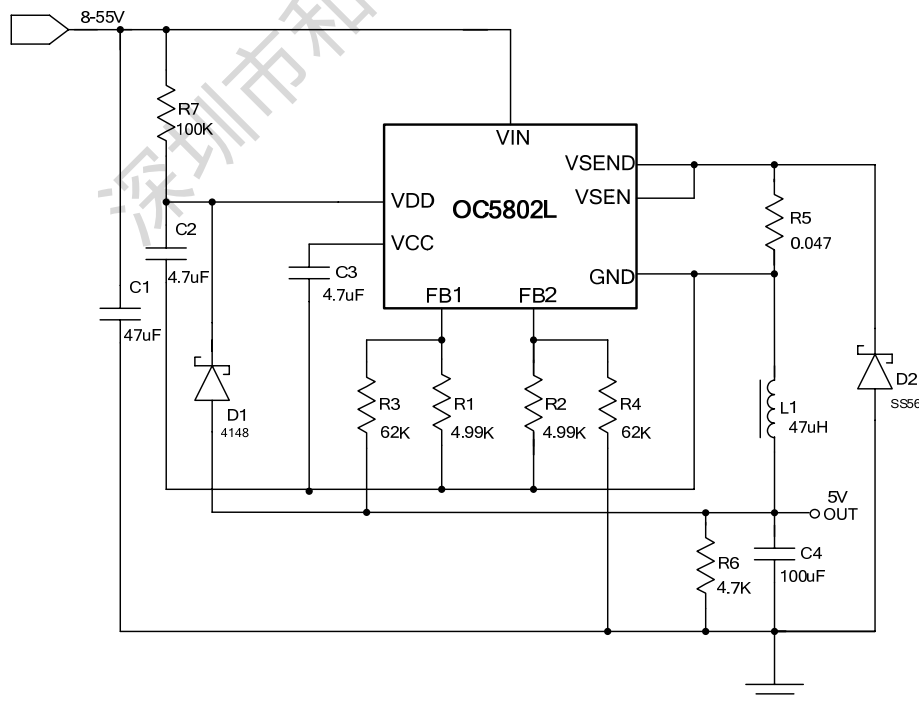 深圳市和
8-55V
R7
100K
VIN
VSEND
VSEN
VDD
OC5802L
R5
0.047
C2
4.7uF
VCC
C3
4.7uF
GND
C1
47uF
FB1
FB2
D1
4148
R3
62K
R1
4.99K
R2
4.99K
R4
62K
L1
47uH
D2
SS56
5V
OUT
R6
4.7K
C4
100uF